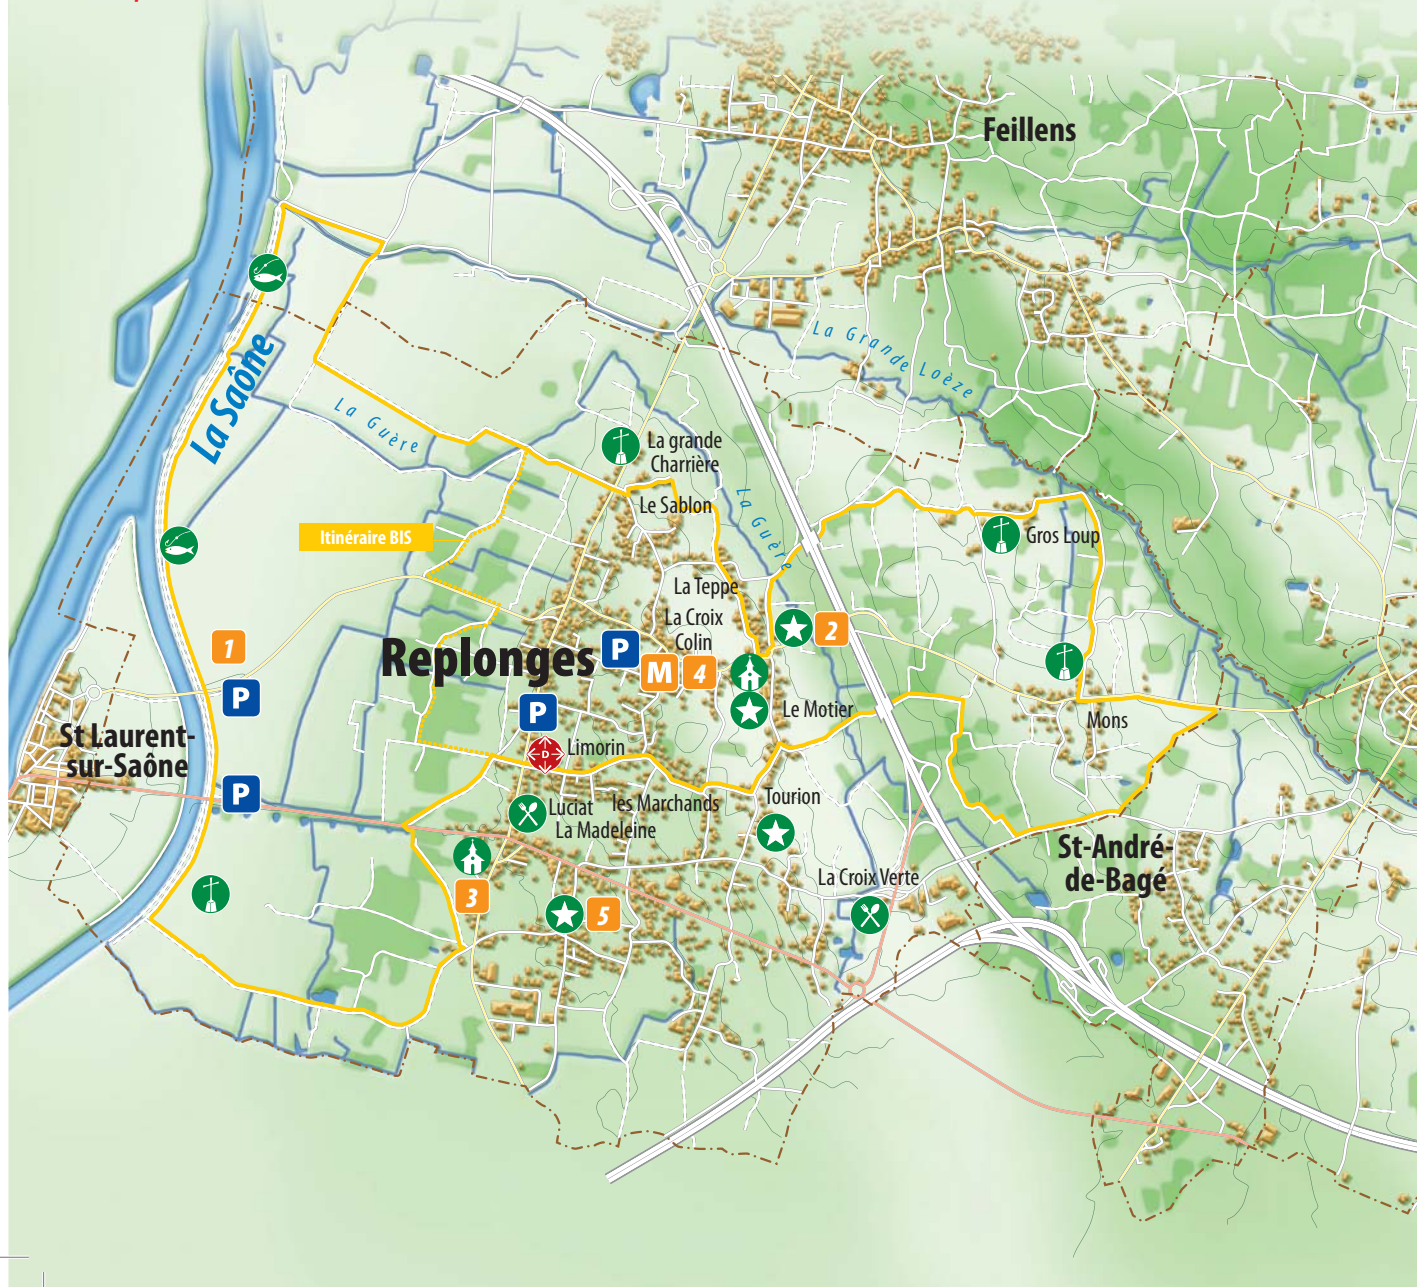 Feillens
La Grande Loèze
La Saône
La Guère
La grande
Charrière
Le Sablon
La Guère
Gros Loup
Itinéraire BIS
La Teppe
La Croix
Colin
1
2
Replonges
P
M
4
P
P
Le Motier
Mons
St Laurent-
sur-Saône
D
Limorin
P
Luciat
les Marchands
Tourion
La Madeleine
St-André-
de-Bagé
La Croix Verte
3
5